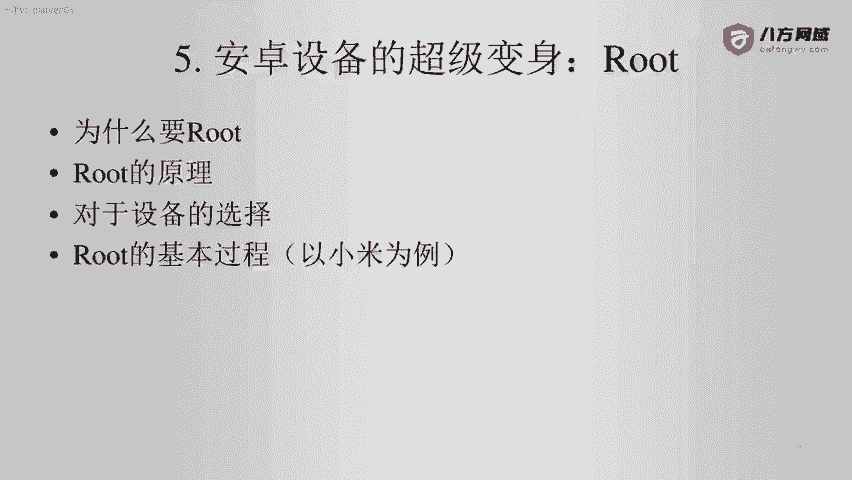 八方网域
bafangwy.com
5. 安卓设备的超级变身：Root
• 为什么要Root
• Root的原理
• 对于设备的选择
• Root的基本过程（以小米为例）